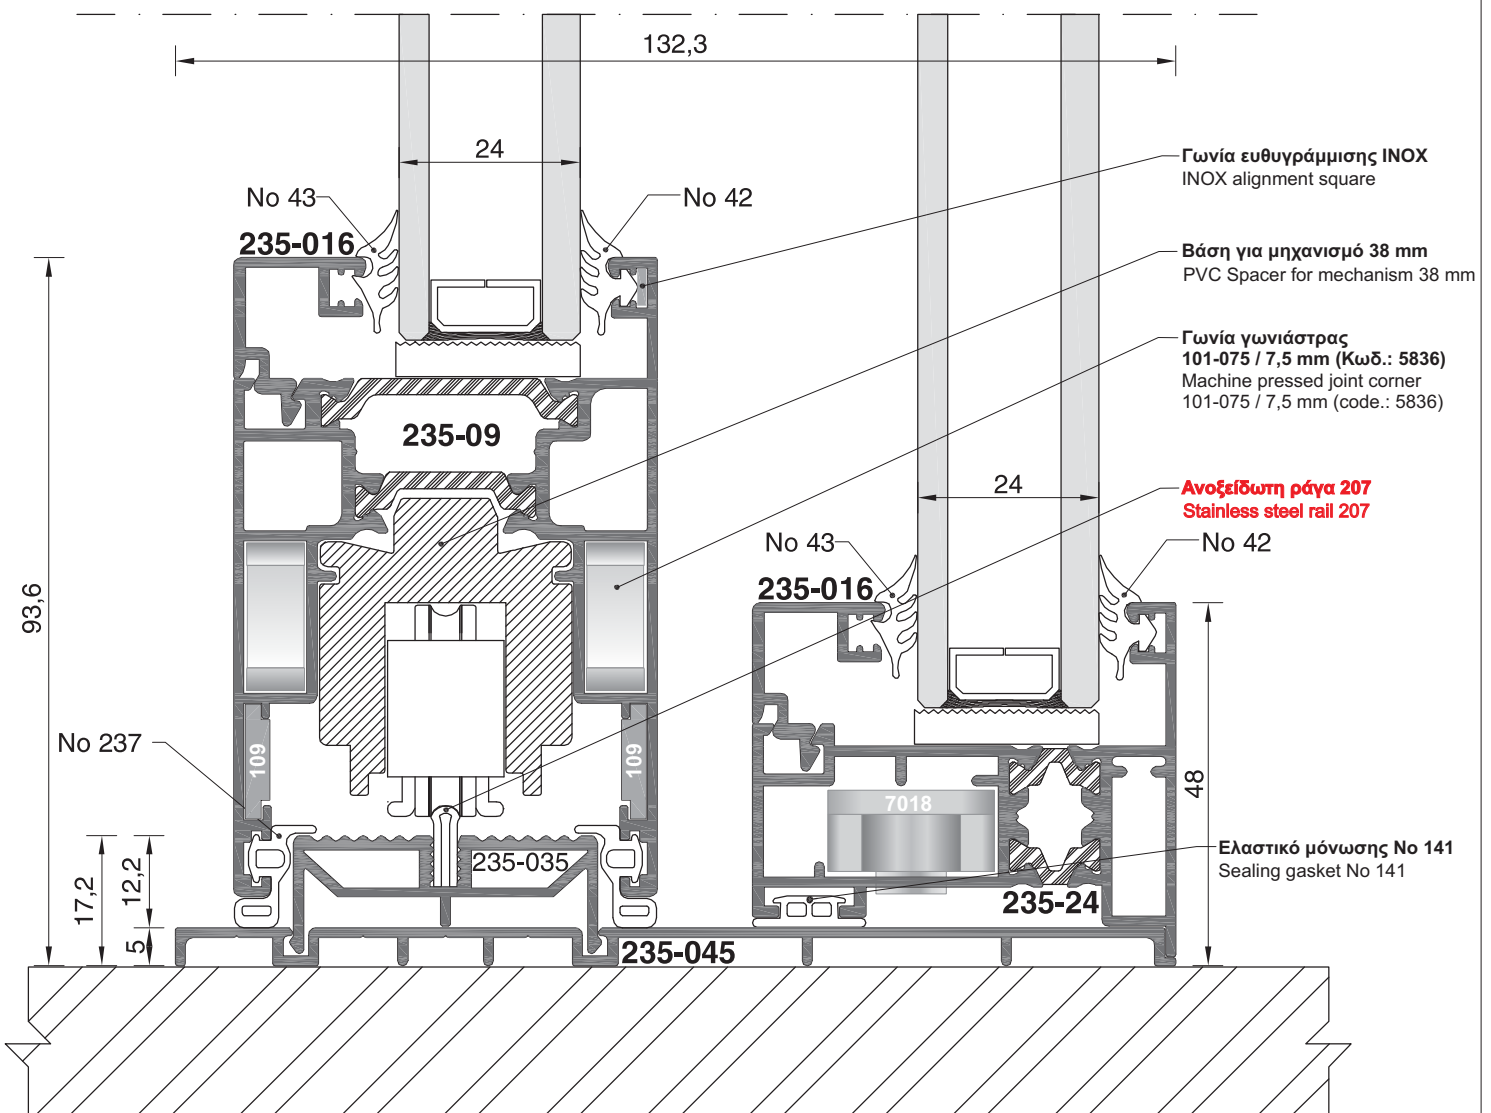 132,3
24
No 43
No 42
235-016
Γωνία ευθυγράμμισης INOX
INOX alignment square
Βάση για μηχανισμό 38 mm
PVC Spacer for mechanism 38 mm
Γωνία γωνιάστρας
101-075 / 7,5 mm (Κωδ.: 5836)
Machine pressed joint corner
101-075 / 7,5 mm (code.: 5836)
235-09
24
Ανοξείδωτη ράγα 207
Stainless steel rail 207
No 43
No 42
235-016
93,6
No 237
109
109
7018
48
235-035
17,2
12,2
5
Ελαστικό μόνωσης No 141
Sealing gasket No 141
235-24
235-045